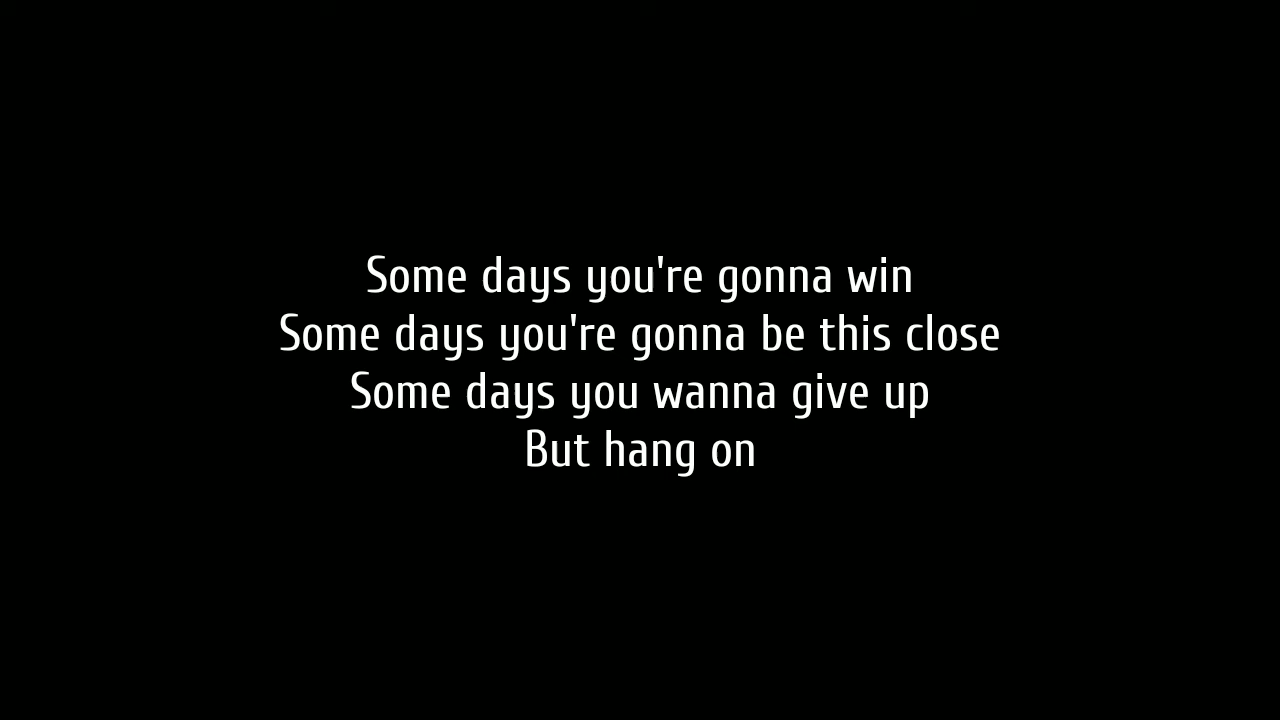 Some days you're gonna win
Some days you're gonna be this close
Some days you wanna give up
But hang on